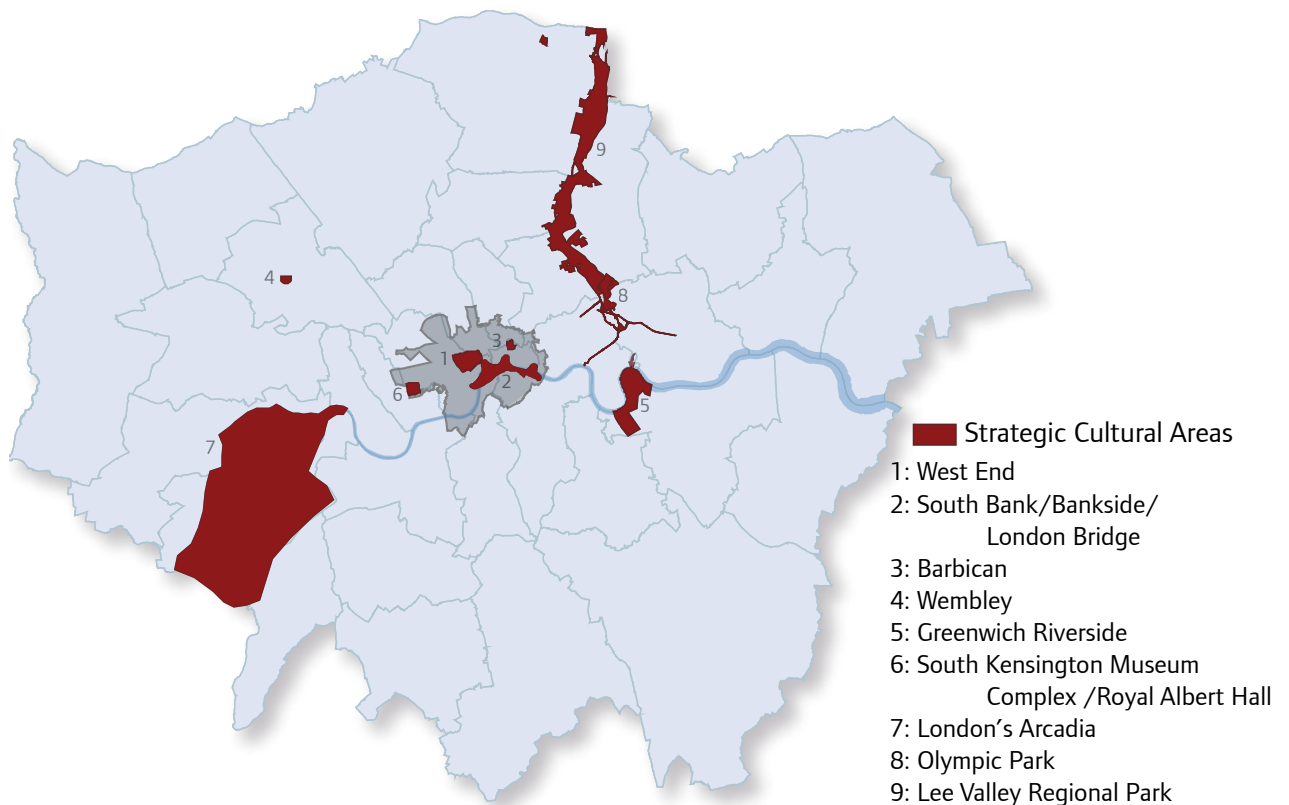 9
4
8
3
1
2
6
5
7
Strategic Cultural Areas
1: West End
2: South Bank/Bankside/
London Bridge
3: Barbican
4: Wembley
5: Greenwich Riverside
6: South Kensington Museum
Complex /Royal Albert Hall
7: London's Arcadia
8: Olympic Park
9: Lee Valley Regional Park